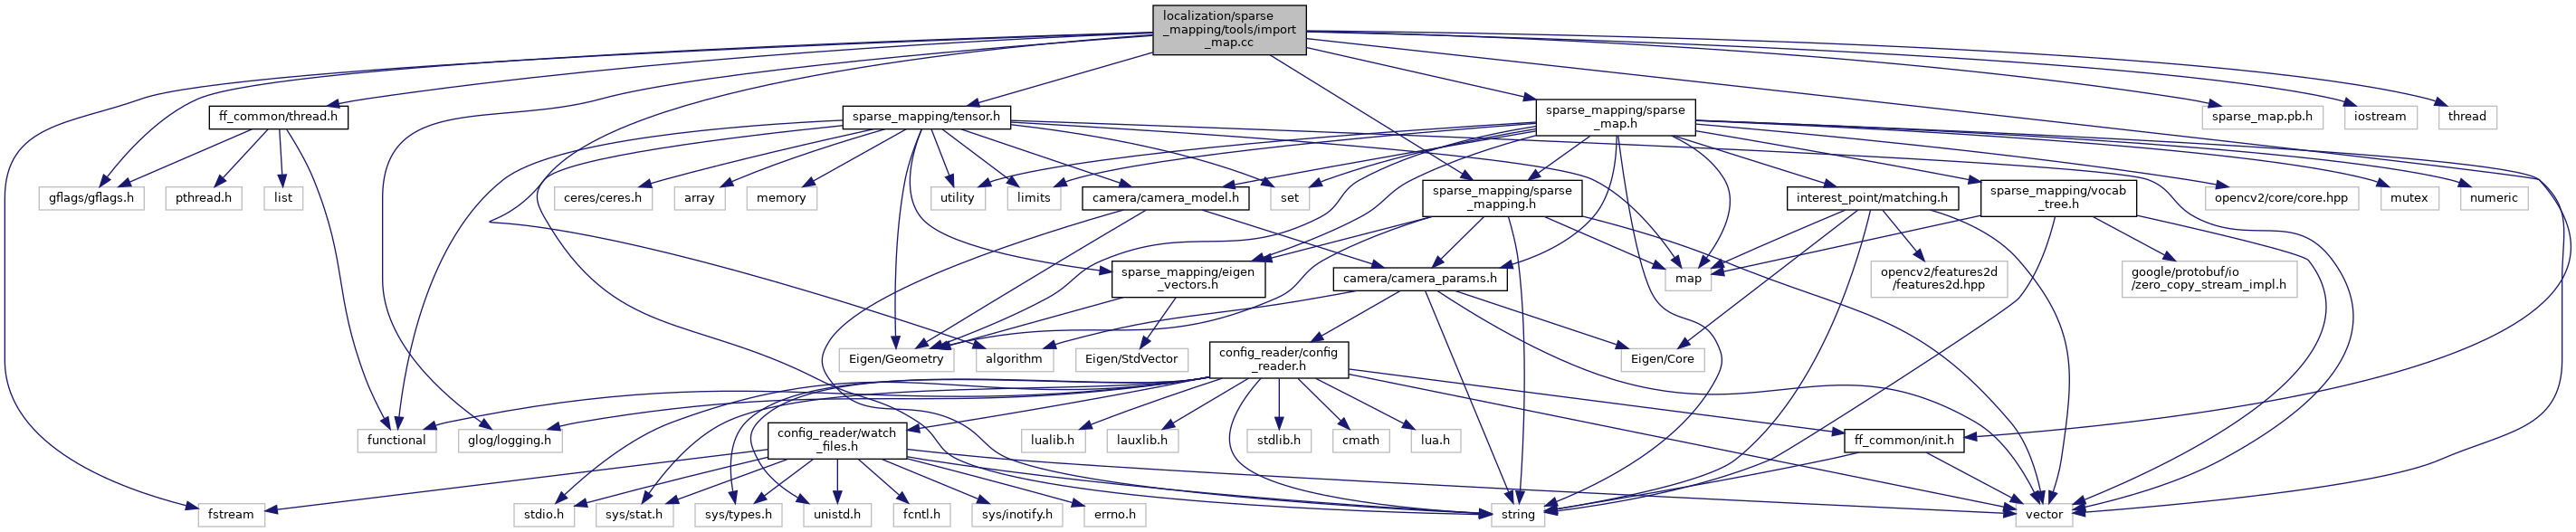 localization/sparse
_mapping/tools/import
_map.cc
ff_common/thread.h
sparse_mapping/tensor.h
sparse_mapping/sparse
_map.h
sparse_map.pb.h
iostream
thread
gflags/gflags.h
pthread.h
list
ceres/ceres.h
array
memory
utility
limits
camera/camera_model.h
set
sparse_mapping/sparse
_mapping.h
interest_point/matching.h
sparse_mapping/vocab
_tree.h
opencv2/core/core.hpp
mutex
numeric
sparse_mapping/eigen
_vectors.h
camera/camera_params.h
map
opencv2/features2d
/features2d.hpp
google/protobuf/io
/zero_copy_stream_impl.h
Eigen/Geometry
algorithm
Eigen/StdVector
config_reader/config
_reader.h
Eigen/Core
functional
glog/logging.h
config_reader/watch
_files.h
lualib.h
lauxlib.h
stdlib.h
cmath
lua.h
ff_common/init.h
fstream
stdio.h
sys/stat.h
sys/types.h
unistd.h
fcntl.h
sys/inotify.h
errno.h
string
vector